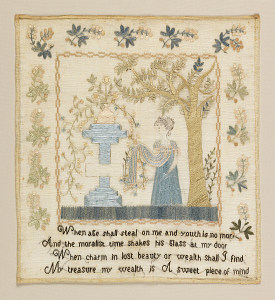 When age shall steal on me and youth is no more
And the moralist time shakes his glass at my door
When charm in lost beauty or wealth shall I find
My treasure my wealth is A sweet piece of mind